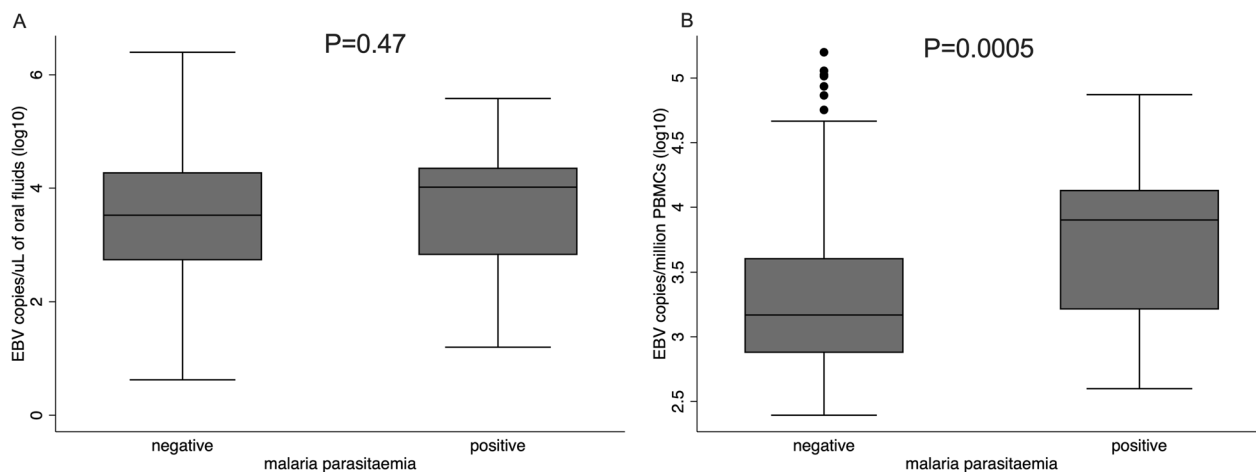 A
P=0.47
EBV copies/uL of oral fluids (log10)
6
4
2
0
negative
positive
malaria parasitaemia
B
P=0.0005
EBV copies/million PBMCs (log10)
5
4.5
4
3.5
3
2.5
negative
positive
malaria parasitaemia